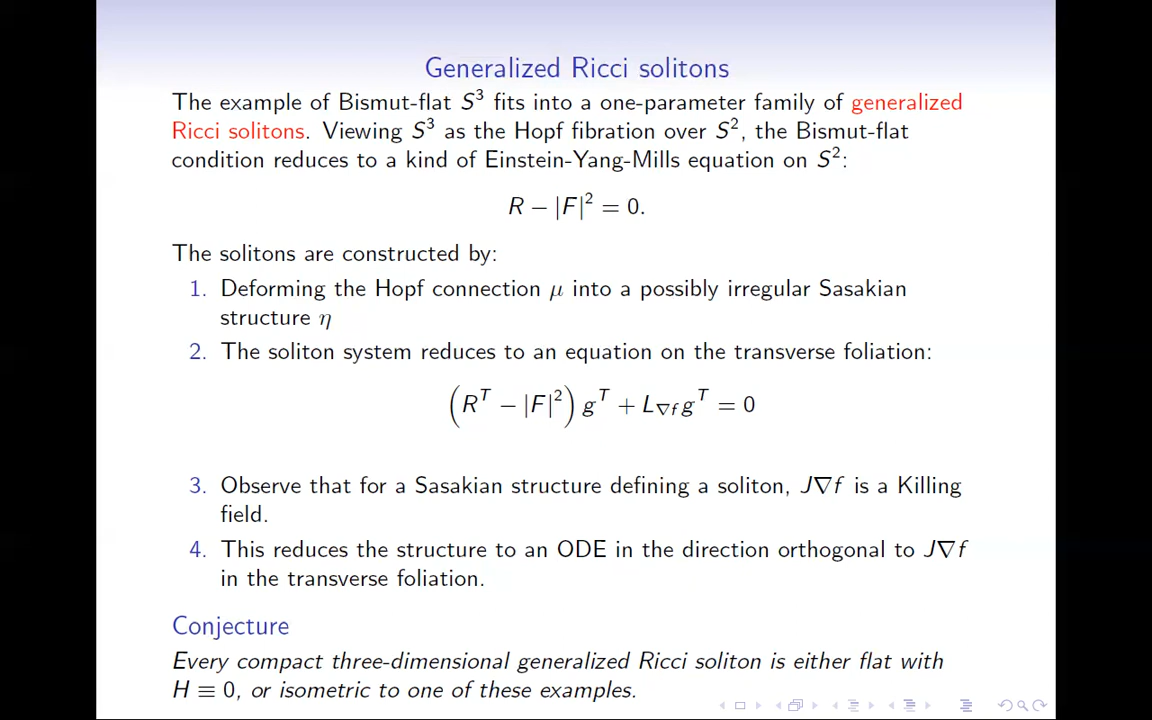 Generalized Ricci solitons
The example of Bismut-flat S³ fits into a one-parameter family of generalized
Ricci solitons. Viewing S³ as the Hopf fibration over S², the Bismut-flat
condition reduces to a kind of Einstein-Yang-Mills equation on S²:
R − |F|² = 0.
The solitons are constructed by:
1. Deforming the Hopf connection μ into a possibly irregular Sasakian
structure η
2. The soliton system reduces to an equation on the transverse foliation:
(Rᵀ − |F|²) gᵀ + L_{∇f} gᵀ = 0
3. Observe that for a Sasakian structure defining a soliton, J∇f is a Killing
field.
4. This reduces the structure to an ODE in the direction orthogonal to J∇f
in the transverse foliation.
Conjecture
Every compact three-dimensional generalized Ricci soliton is either flat with
H ≡ 0, or isometric to one of these examples.